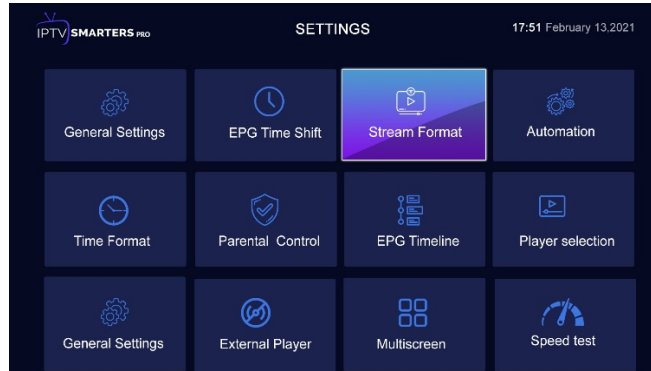 IPTV SMARTERS PRO
SETTINGS
17:51 February 13,2021
General Settings
EPG Time Shift
Stream Format
Automation
Time Format
Parental Control
EPG Timeline
Player selection
General Settings
External Player
Multiscreen
Speed test